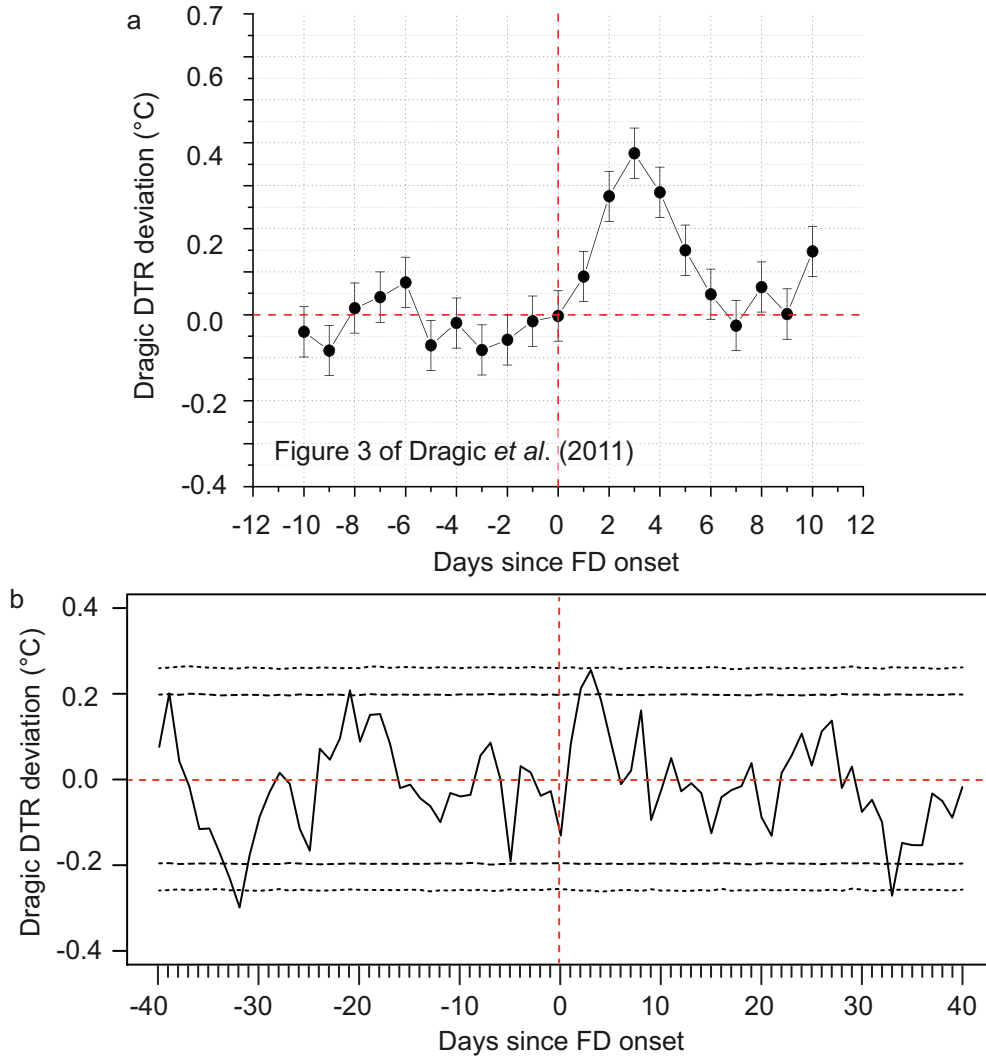 a
Dragic DTR deviation (°C)
0.7
0.6
0.4
0.2
0.0
-0.2
-0.4
Figure 3 of Dragic et al. (2011)
-12 -10 -8 -6 -4 -2 0 2 4 6 8 10 12
Days since FD onset
b
Dragic DTR deviation (°C)
0.4
0.2
0.0
-0.2
-0.4
-40 -30 -20 -10 0 10 20 30 40
Days since FD onset